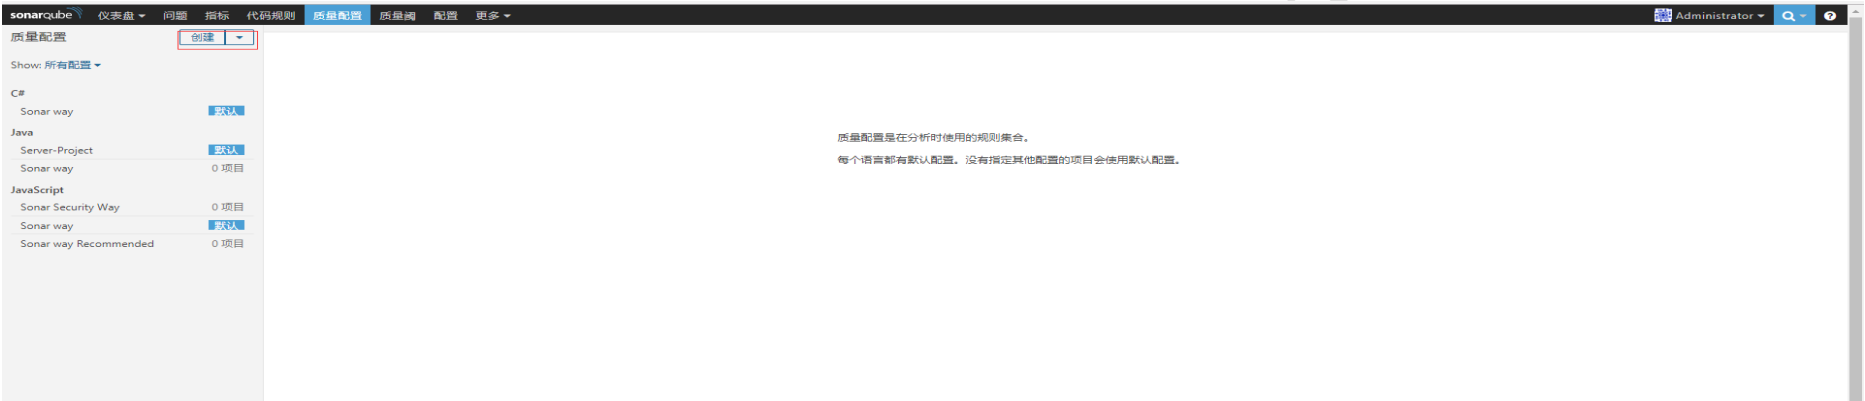 sonarqube 仪表盘 问题 指标 代码规则 质量配置 质量阈 配置 更多 Administrator
质量配置 创建
Show: 所有配置
C#
Sonar way 默认
Java
Server-Project 默认
Sonar way 0 项目
JavaScript
Sonar Security Way 0 项目
Sonar way 默认
Sonar way Recommended 0 项目
质量配置是在分析时使用的规则集合。
每个语言都有默认配置。没有指定其他配置的项目会使用默认配置。